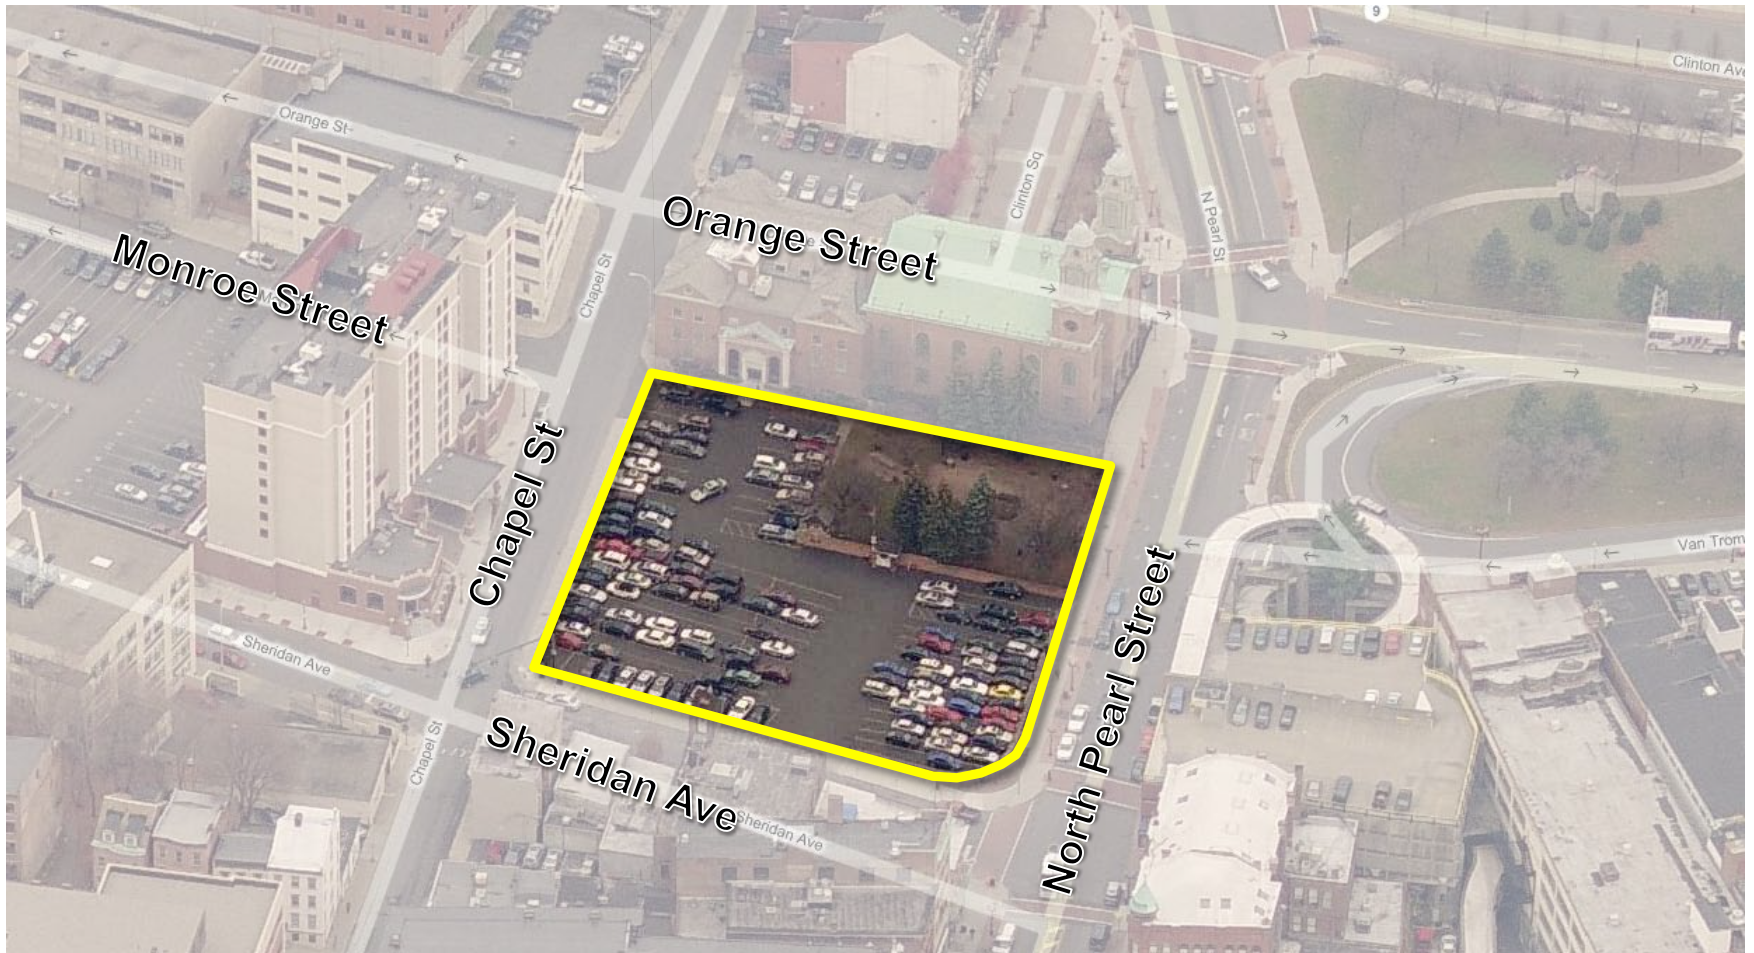 9
Clinton Ave
Orange St
Clinton Sq
N Pearl St
Orange Street
Monroe Street
Chapel St
Chapel St
North Pearl Street
Van Trom
Sheridan Ave
Sheridan Ave
Chapel St
Sheridan Ave